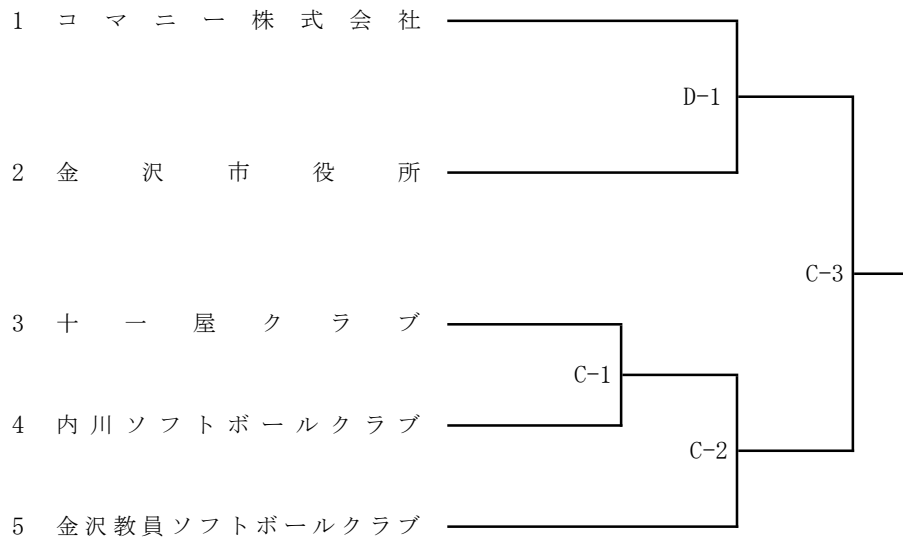 1 コマニー株式会社
D-1
2 金沢市役所
C-3
3 十一屋クラブ
C-1
4 内川ソフトボールクラブ
C-2
5 金沢教員ソフトボールクラブ